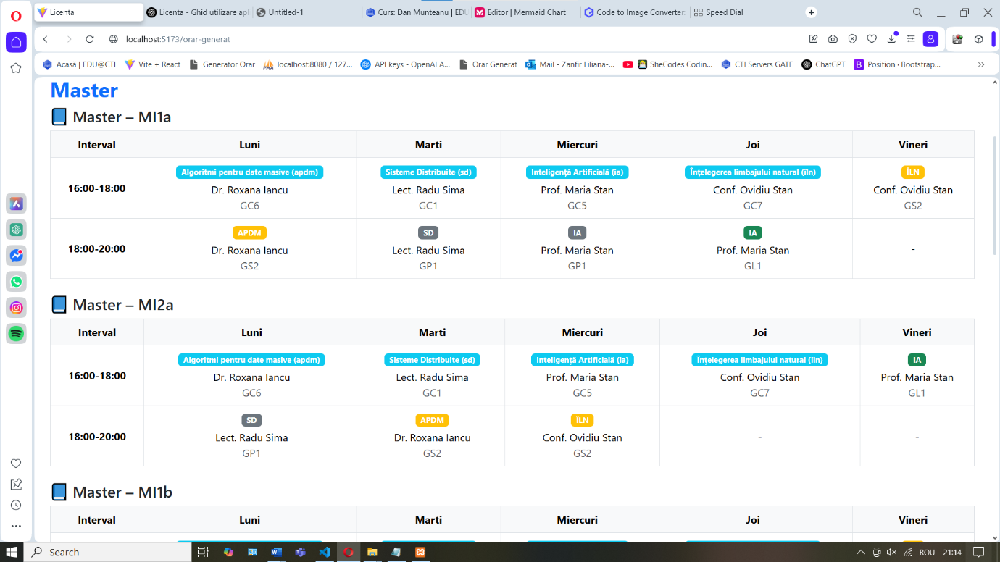 Licenta
Licenta - Ghid utilizare apl
Untitled-1
Curs: Dan Munteanu | EDU
Editor | Mermaid Chart
Code to Image Converter:
Speed Dial
localhost:5173/orar-generat
Acasă | EDU@CTI
Vite + React
Generator Orar
localhost:8080 / 127...
API keys - OpenAI A...
Orar Generat
Mail - Zanfir Liliana-...
SheCodes Codin...
CTI Servers GATE
ChatGPT
Position · Bootstrap...
Master
Master – MI1a
Interval Luni Marti Miercuri Joi Vineri
Algoritmi pentru date masive (apdm) Sisteme Distribuite (sd) Inteligență Artificială (ia) Înțelegerea limbajului natural (îln) ÎLN
16:00-18:00 Dr. Roxana Iancu Lect. Radu Sima Prof. Maria Stan Conf. Ovidiu Stan Conf. Ovidiu Stan
GC6 GC1 GC5 GC7 GS2
APDM SD IA IA
18:00-20:00 Dr. Roxana Iancu Lect. Radu Sima Prof. Maria Stan Prof. Maria Stan -
GS2 GP1 GP1 GL1
Master – MI2a
Interval Luni Marti Miercuri Joi Vineri
Algoritmi pentru date masive (apdm) Sisteme Distribuite (sd) Inteligență Artificială (ia) Înțelegerea limbajului natural (îln) IA
16:00-18:00 Dr. Roxana Iancu Lect. Radu Sima Prof. Maria Stan Conf. Ovidiu Stan Prof. Maria Stan
GC6 GC1 GC5 GC7 GL1
SD APDM ÎLN
18:00-20:00 Lect. Radu Sima Dr. Roxana Iancu Conf. Ovidiu Stan - -
GP1 GS2 GS2
Master – MI1b
Interval Luni Marti Miercuri Joi Vineri
Search
ROU 21:14